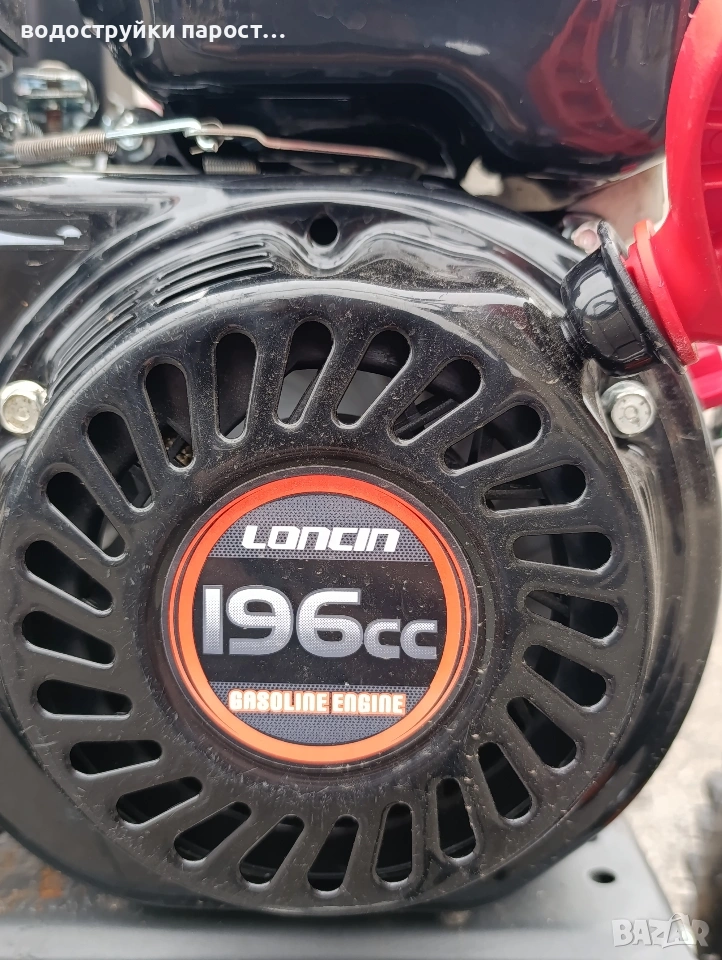 водоструйки парост...
LONCIN
196cc
GASOLINE ENGINE
BAZAR